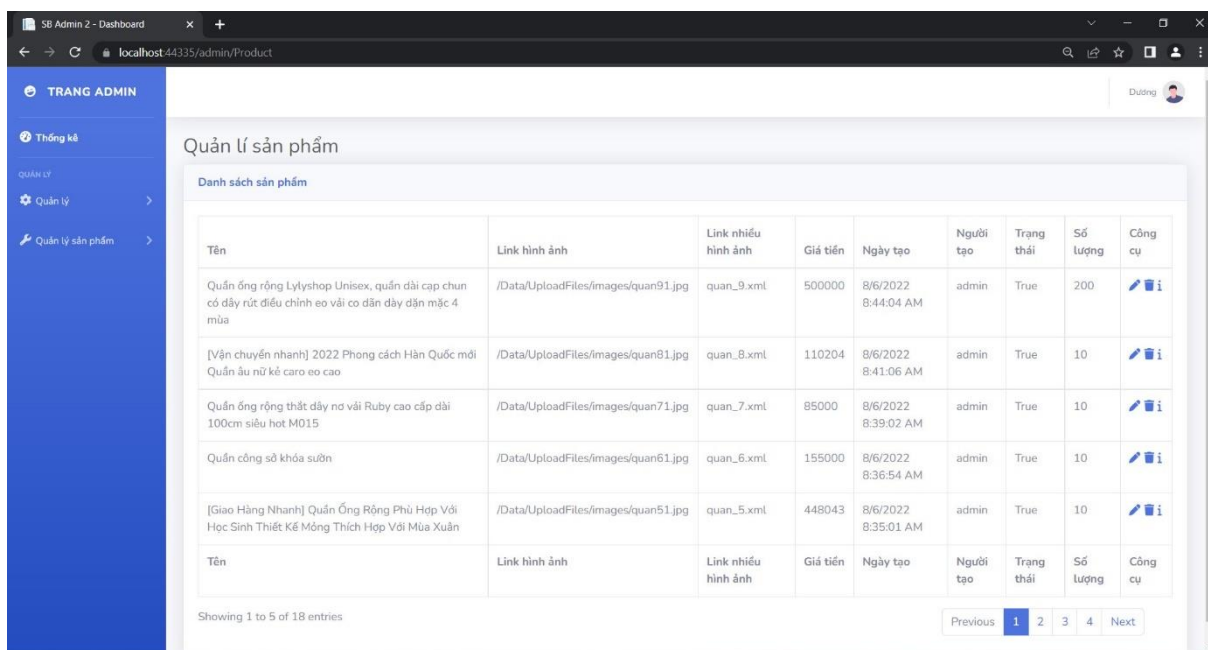 SB Admin 2 - Dashboard
localhost:44335/admin/Product
TRANG ADMIN
Dương
Thống kê
QUẢN LÝ
Quản lý
Quản lý sản phẩm
Quản lí sản phẩm
Danh sách sản phẩm
Tên Link hình ảnh Link nhiều hình ảnh Giá tiền Ngày tạo Người tạo Trạng thái Số lượng Công cụ
Quần ống rộng Lylyshop Unisex, quần dài cạp chun /Data/UploadFiles/images/quan91.jpg quan_9.xml 500000 8/6/2022 admin True 200
có dây rút điều chỉnh eo vải co dãn dày dặn mặc 4 8:44:04 AM
mùa
[Vận chuyển nhanh] 2022 Phong cách Hàn Quốc mới /Data/UploadFiles/images/quan81.jpg quan_8.xml 110204 8/6/2022 admin True 10
Quần âu nữ kẻ caro eo cao 8:41:06 AM
Quần ống rộng thắt dây nơ vải Ruby cao cấp dài /Data/UploadFiles/images/quan71.jpg quan_7.xml 85000 8/6/2022 admin True 10
100cm siêu hot M015 8:39:02 AM
Quần công sở khóa sườn /Data/UploadFiles/images/quan61.jpg quan_6.xml 155000 8/6/2022 admin True 10
8:36:54 AM
[Giao Hàng Nhanh] Quần Ống Rộng Phù Hợp Với /Data/UploadFiles/images/quan51.jpg quan_5.xml 448043 8/6/2022 admin True 10
Học Sinh Thiết Kế Mỏng Thích Hợp Với Mùa Xuân 8:35:01 AM
Tên Link hình ảnh Link nhiều hình ảnh Giá tiền Ngày tạo Người tạo Trạng thái Số lượng Công cụ
Showing 1 to 5 of 18 entries
Previous 1 2 3 4 Next